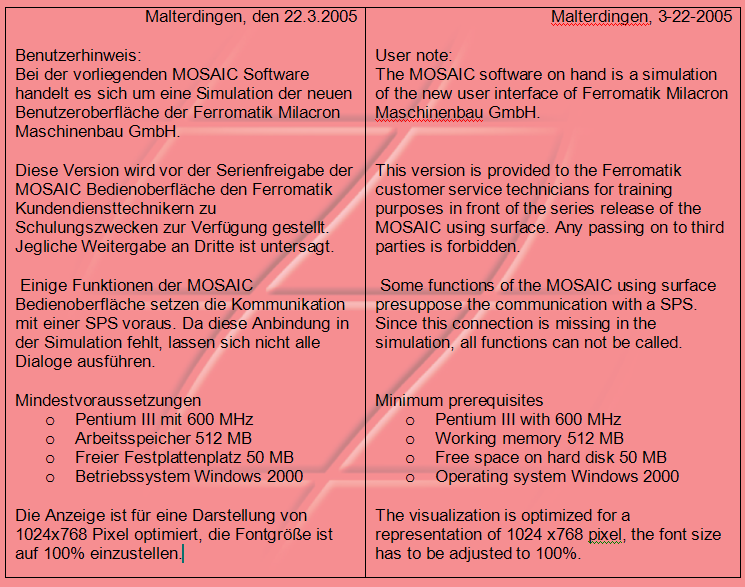 Malterdingen, den 22.3.2005
Benutzerhinweis:
Bei der vorliegenden MOSAIC Software
handelt es sich um eine Simulation der neuen
Benutzeroberfläche der Ferromatik Milacron
Maschinenbau GmbH.
Diese Version wird vor der Serienfreigabe der
MOSAIC Bedienoberfläche den Ferromatik
Kundendiensttechnikern zu
Schulungszwecken zur Verfügung gestellt.
Jegliche Weitergabe an Dritte ist untersagt.
Einige Funktionen der MOSAIC
Bedienoberfläche setzen die Kommunikation
mit einer SPS voraus. Da diese Anbindung in
der Simulation fehlt, lassen sich nicht alle
Dialoge ausführen.
Mindestvoraussetzungen
o Pentium III mit 600 MHz
o Arbeitsspeicher 512 MB
o Freier Festplattenplatz 50 MB
o Betriebssystem Windows 2000
Die Anzeige ist für eine Darstellung von
1024x768 Pixel optimiert, die Fontgröße ist
auf 100% einzustellen.
Malterdingen, 3-22-2005
User note:
The MOSAIC software on hand is a simulation
of the new user interface of Ferromatik Milacron
Maschinenbau GmbH.
This version is provided to the Ferromatik
customer service technicians for training
purposes in front of the series release of the
MOSAIC using surface. Any passing on to third
parties is forbidden.
Some functions of the MOSAIC using surface
presuppose the communication with a SPS.
Since this connection is missing in the
simulation, all functions can not be called.
Minimum prerequisites
o Pentium III with 600 MHz
o Working memory 512 MB
o Free space on hard disk 50 MB
o Operating system Windows 2000
The visualization is optimized for a
representation of 1024 x768 pixel, the font size
has to be adjusted to 100%.